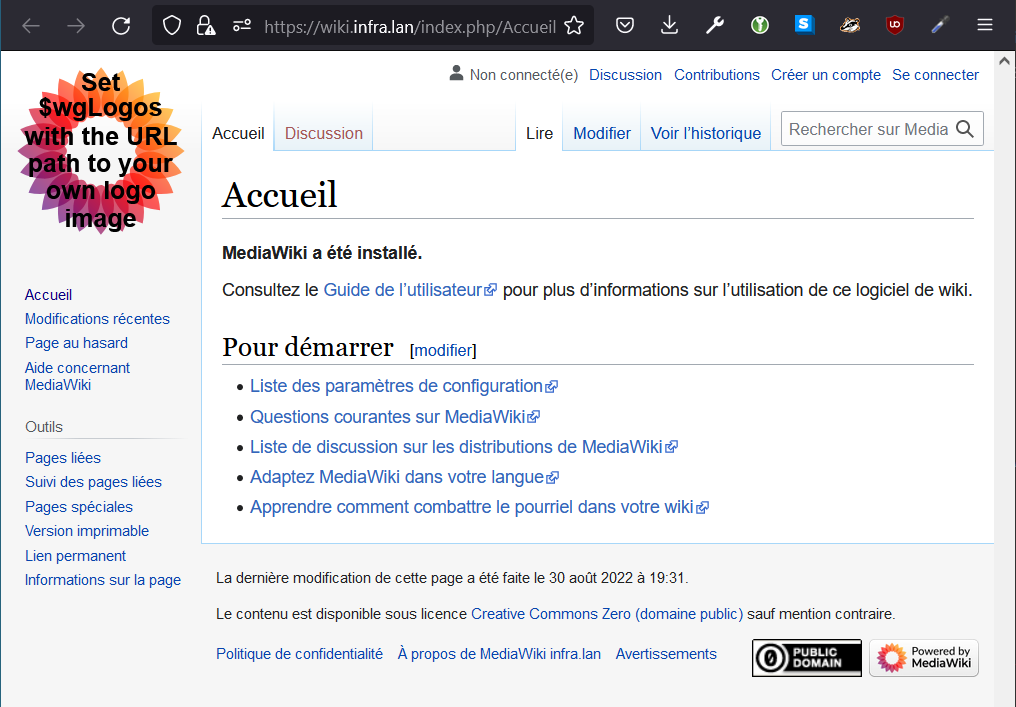 https://wiki.infra.lan/index.php/Accueil
S
UD
Non connecté(e) Discussion Contributions Créer un compte Se connecter
Set
$wgLogos
with the URL
path to your
own logo
image
Accueil Discussion Lire Modifier Voir l’historique Rechercher sur Media
Accueil
MediaWiki a été installé.
Consultez le Guide de l’utilisateur pour plus d’informations sur l’utilisation de ce logiciel de wiki.
Pour démarrer [modifier]
• Liste des paramètres de configuration
• Questions courantes sur MediaWiki
• Liste de discussion sur les distributions de MediaWiki
• Adaptez MediaWiki dans votre langue
• Apprendre comment combattre le pourriel dans votre wiki
Accueil
Modifications récentes
Page au hasard
Aide concernant
MediaWiki
Outils
Pages liées
Suivi des pages liées
Pages spéciales
Version imprimable
Lien permanent
Informations sur la page
La dernière modification de cette page a été faite le 30 août 2022 à 19:31.
Le contenu est disponible sous licence Creative Commons Zero (domaine public) sauf mention contraire.
Politique de confidentialité À propos de MediaWiki infra.lan Avertissements
0 PUBLIC
DOMAIN
Powered by
MediaWiki